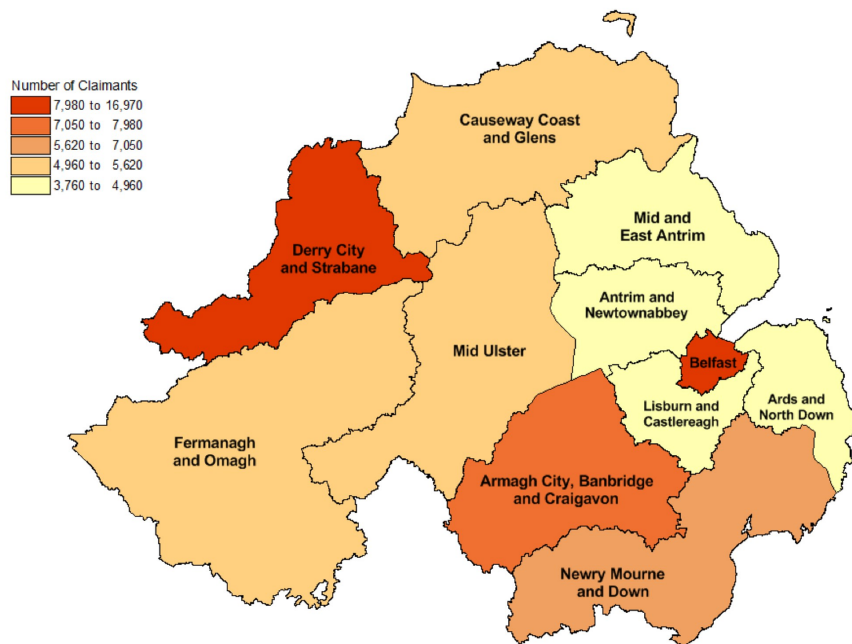 Number of Claimants
7,980 to 16,970
7,050 to 7,980
5,620 to 7,050
4,960 to 5,620
3,760 to 4,960
Causeway Coast
and Glens
Derry City
and Strabane
Mid and
East Antrim
Antrim and
Newtownabbey
Mid Ulster
Belfast
Lisburn and
Castlereagh
Ards and
North Down
Fermanagh
and Omagh
Armagh City, Banbridge
and Craigavon
Newry Mourne
and Down